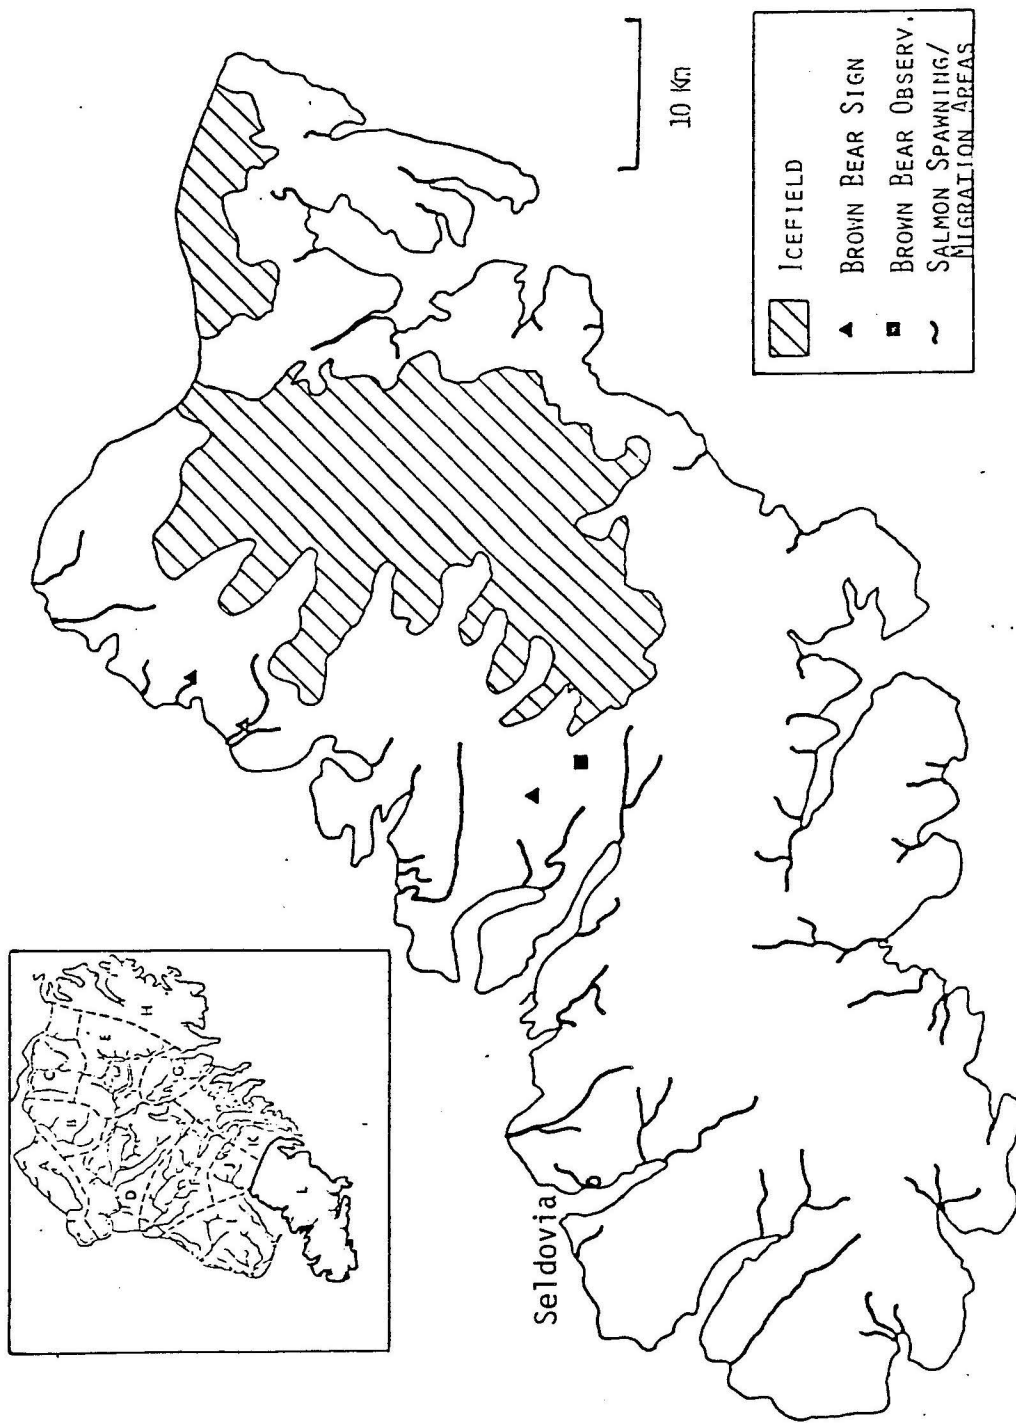 A
B
C
D
E
F
G
H
I
J
K
L
Seldovia
10 Km
ICEFIELD
BROWN BEAR SIGN
BROWN BEAR OBSERV.
SALMON SPAWNING/
MIGRATION AREAS